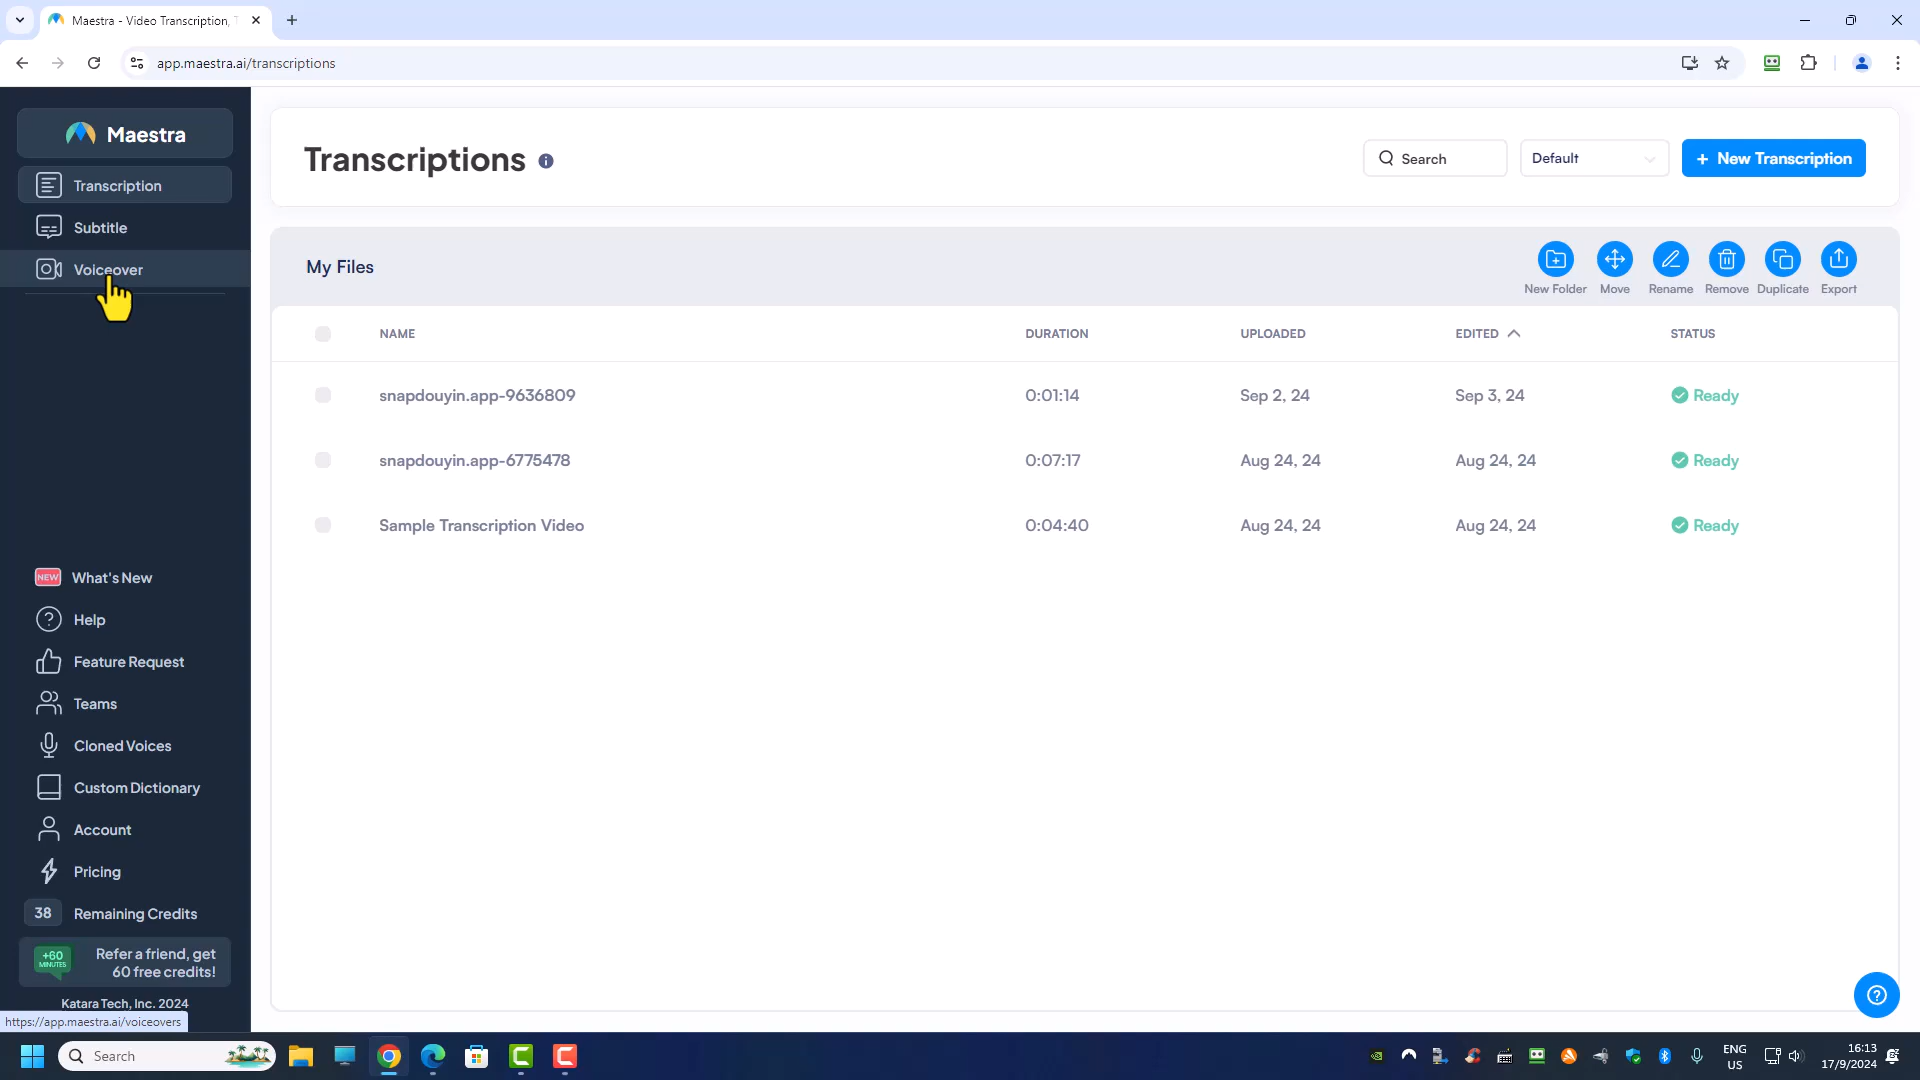 Maestra - Video Transcription, T
app.maestra.ai/transcriptions
Maestra
Transcription
Subtitle
Voiceover
Transcriptions
Search
Default
+ New Transcription
My Files
New Folder
Move
Rename
Remove
Duplicate
Export
NAME
DURATION
UPLOADED
EDITED
STATUS
snapdouyin.app-9636809
0:01:14
Sep 2, 24
Sep 3, 24
Ready
snapdouyin.app-6775478
0:07:17
Aug 24, 24
Aug 24, 24
Ready
Sample Transcription Video
0:04:40
Aug 24, 24
Aug 24, 24
Ready
NEW What's New
Help
Feature Request
Teams
Cloned Voices
Custom Dictionary
Account
Pricing
38 Remaining Credits
+60
MINUTES
Refer a friend, get
60 free credits!
Katara Tech, Inc. 2024
https://app.maestra.ai/voiceovers
Search
ENG
US
16:13
17/9/2024